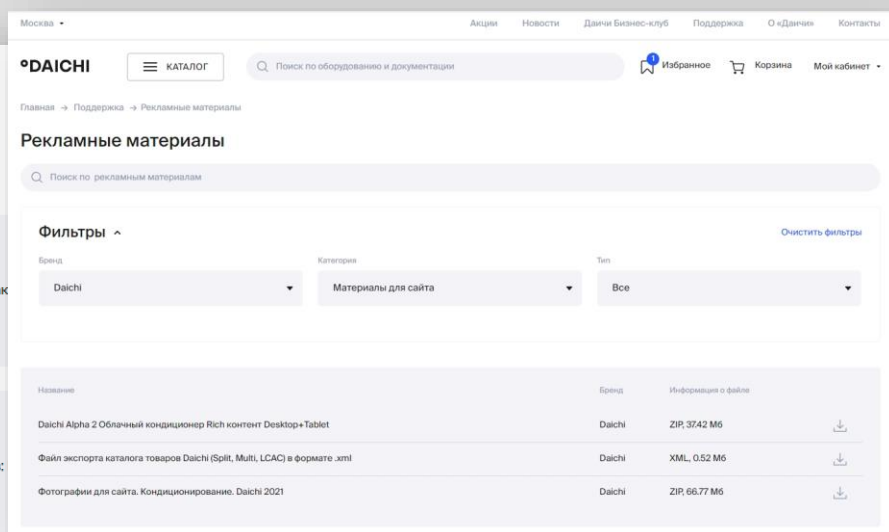 Москва
Акции Новости Даичи Бизнес-клуб Поддержка О «Даичи» Контакты
°DAICHI КАТАЛОГ Поиск по оборудованию и документации 1 Избранное Корзина Мой кабинет
Главная → Поддержка → Рекламные материалы
Рекламные материалы
Поиск по рекламным материалам
Фильтры Очистить фильтры
Бренд Категория Тип
Daichi Материалы для сайта Все
Название Бренд Информация о файле
Daichi Alpha 2 Облачный кондиционер Rich контент Desktop+Tablet Daichi ZIP, 37.42 Мб
Файл экспорта каталога товаров Daichi (Split, Multi, LCAC) в формате .xml Daichi XML, 0.52 Мб
Фотографии для сайта. Кондиционирование. Daichi 2021 Daichi ZIP, 66.77 Мб